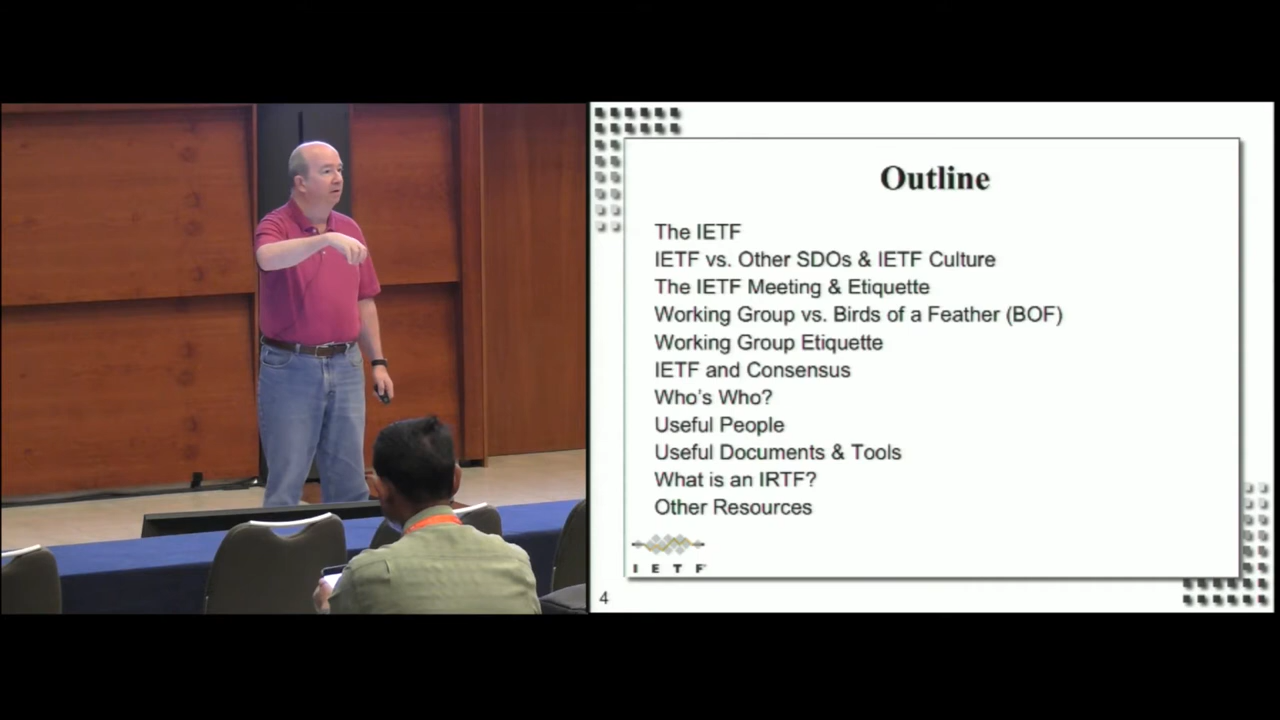 Outline
The IETF
IETF vs. Other SDOs & IETF Culture
The IETF Meeting & Etiquette
Working Group vs. Birds of a Feather (BOF)
Working Group Etiquette
IETF and Consensus
Who's Who?
Useful People
Useful Documents & Tools
What is an IRTF?
Other Resources
I E T F
4